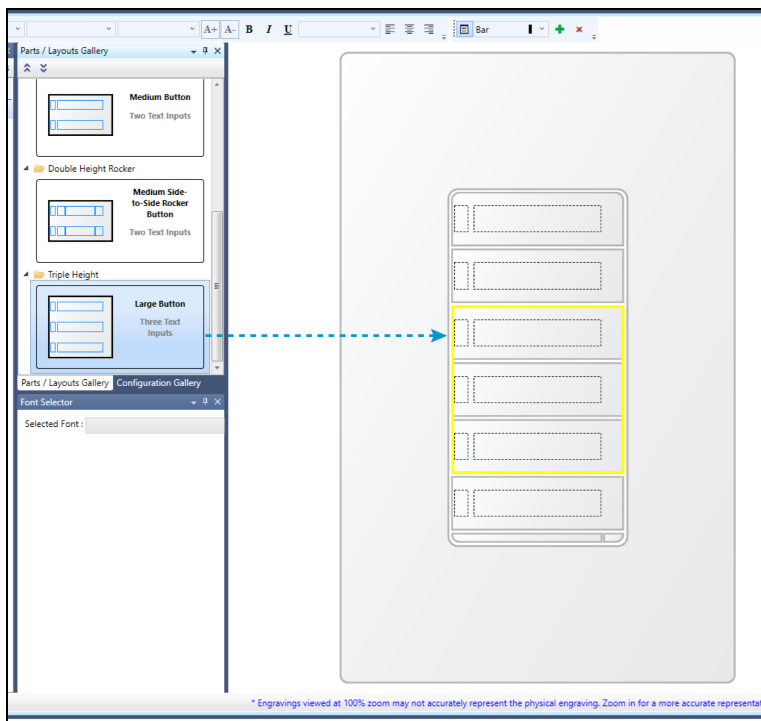 A+ A- B I U Bar
Parts / Layouts Gallery
Medium Button
Two Text Inputs
Double Height Rocker
Medium Side-
to-Side Rocker
Button
Two Text Inputs
Triple Height
Large Button
Three Text
Inputs
Parts / Layouts Gallery Configuration Gallery
Font Selector
Selected Font :
* Engravings viewed at 100% zoom may not accurately represent the physical engraving. Zoom in for a more accurate